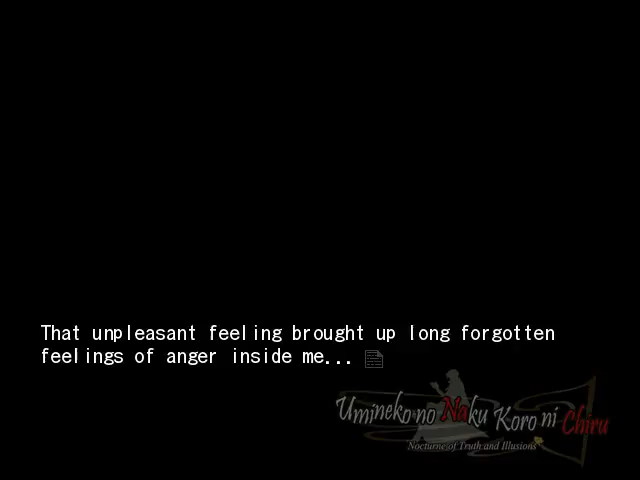 That unpleasant feeling brought up long forgotten
feelings of anger inside me...
Umineko no Naku Koro ni Chiru
Nocturne of Truth and Illusions